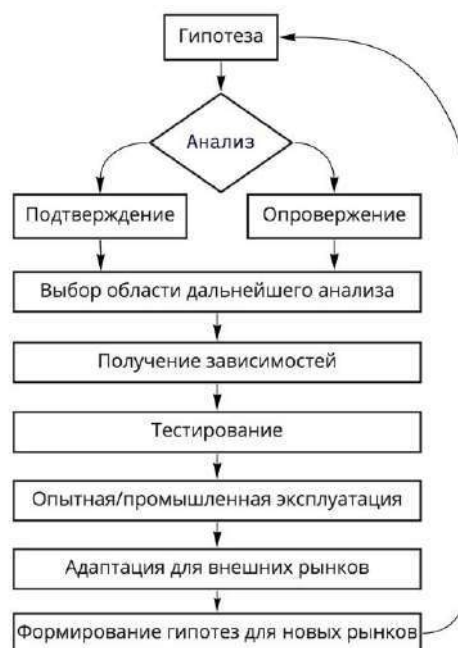 Гипотеза
Анализ
Подтверждение
Опровержение
Выбор области дальнейшего анализа
Получение зависимостей
Тестирование
Опытная/промышленная эксплуатация
Адаптация для внешних рынков
Формирование гипотез для новых рынков